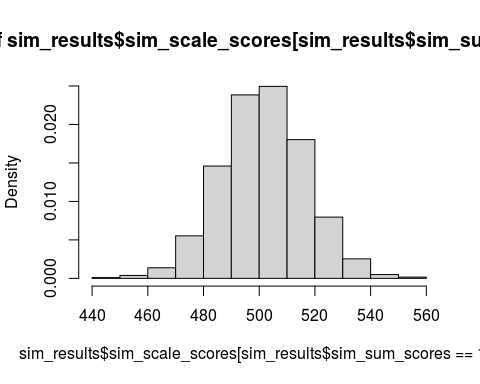 sim_results$sim_scale_scores[sim_results$sim_su
Density
0.020
0.010
0.000
440 460 480 500 520 540 560
sim_results$sim_scale_scores[sim_results$sim_sum_scores ==